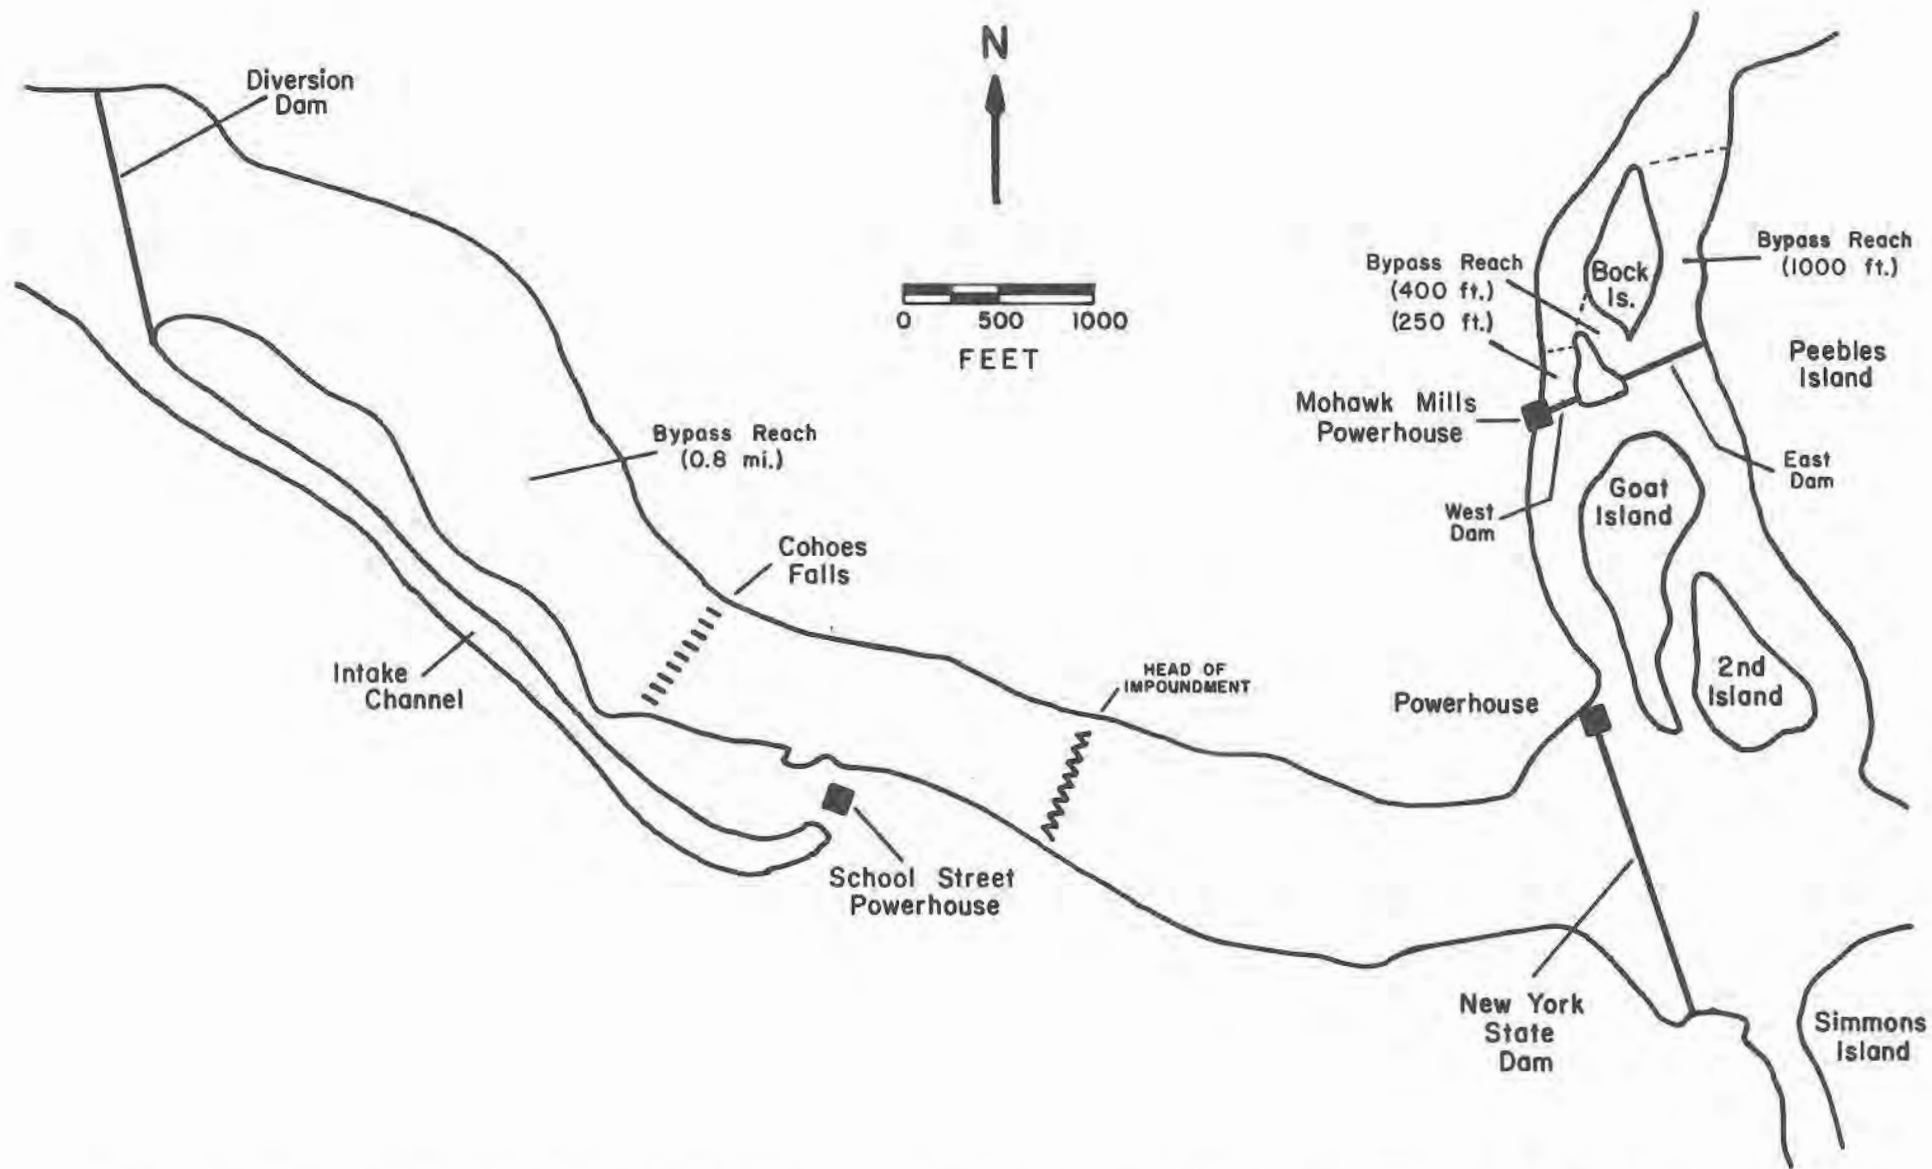 N
Diversion
Dam
0 500 1000
FEET
Bypass Reach
(400 ft.)
(250 ft.)
Bock
Is.
Bypass Reach
(1000 ft.)
Peebles
Island
Mohawk Mills
Powerhouse
Bypass Reach
(0.8 mi.)
East
Dam
Goat
Island
West
Dam
Cohoes
Falls
Intake
Channel
HEAD OF
IMPOUNDMENT
Powerhouse
2nd
Island
School Street
Powerhouse
New York
State
Dam
Simmons
Island